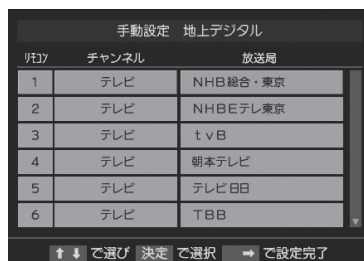 手動設定 地上デジタル
ﾘﾓｺﾝ チャンネル 放送局
1 テレビ NHB総合・東京
2 テレビ NHBEテレ東京
3 テレビ tvB
4 テレビ 朝本テレビ
5 テレビ テレビ日日
6 テレビ TBB
▼
↑↓で選び 決定 で選択 → で設定完了